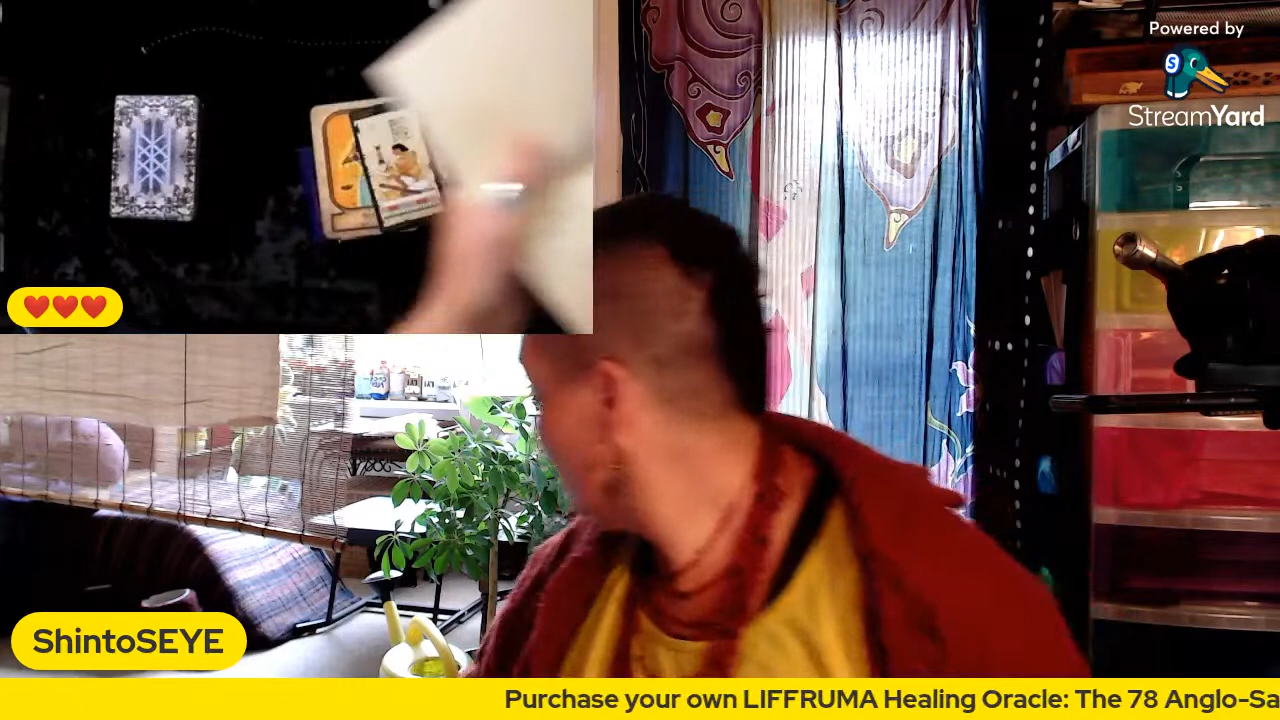 Powered by
StreamYard
❤️❤️❤️
ShintoSEYE
Purchase your own LIFFRUMA Healing Oracle: The 78 Anglo-Sa